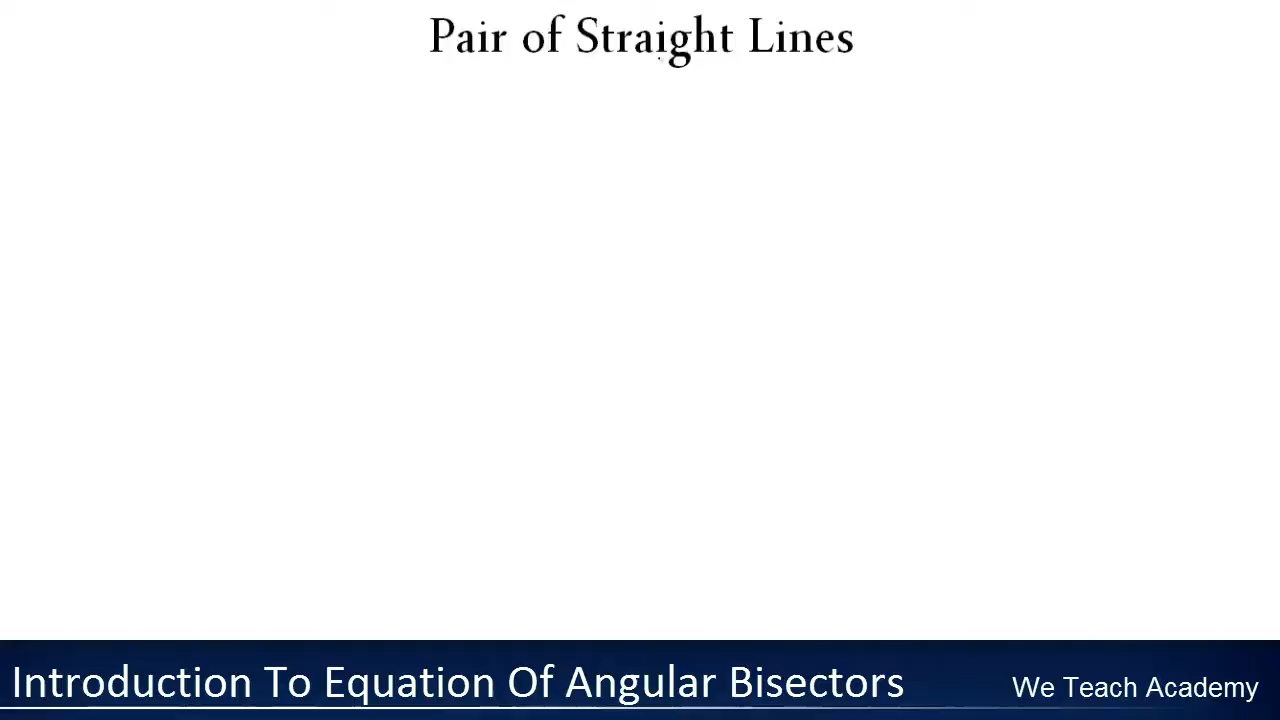 Pair of Straight Lines
Introduction To Equation Of Angular Bisectors
We Teach Academy